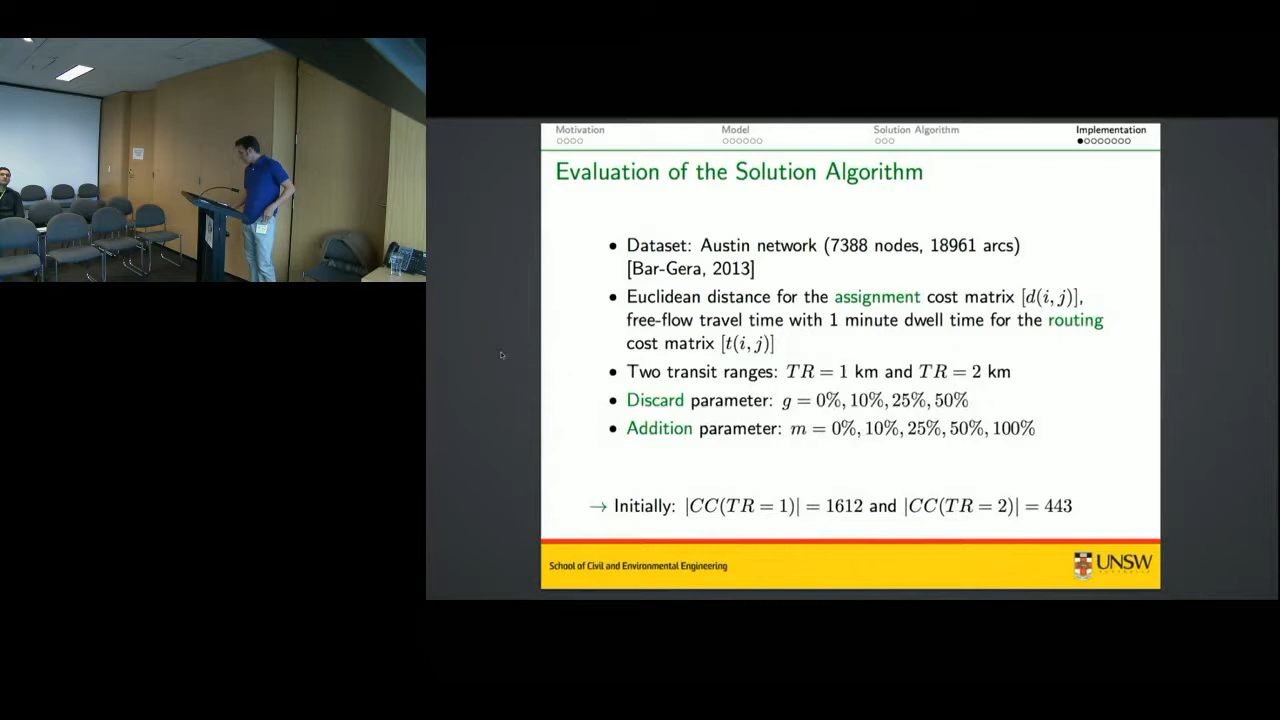 Motivation
Model
Solution Algorithm
Implementation
Evaluation of the Solution Algorithm
• Dataset: Austin network (7388 nodes, 18961 arcs)
[Bar-Gera, 2013]
• Euclidean distance for the assignment cost matrix [d(i, j)],
free-flow travel time with 1 minute dwell time for the routing
cost matrix [t(i, j)]
• Two transit ranges: TR = 1 km and TR = 2 km
• Discard parameter: g = 0%, 10%, 25%, 50%
• Addition parameter: m = 0%, 10%, 25%, 50%, 100%
→ Initially: |CC(TR = 1)| = 1612 and |CC(TR = 2)| = 443
School of Civil and Environmental Engineering
UNSW